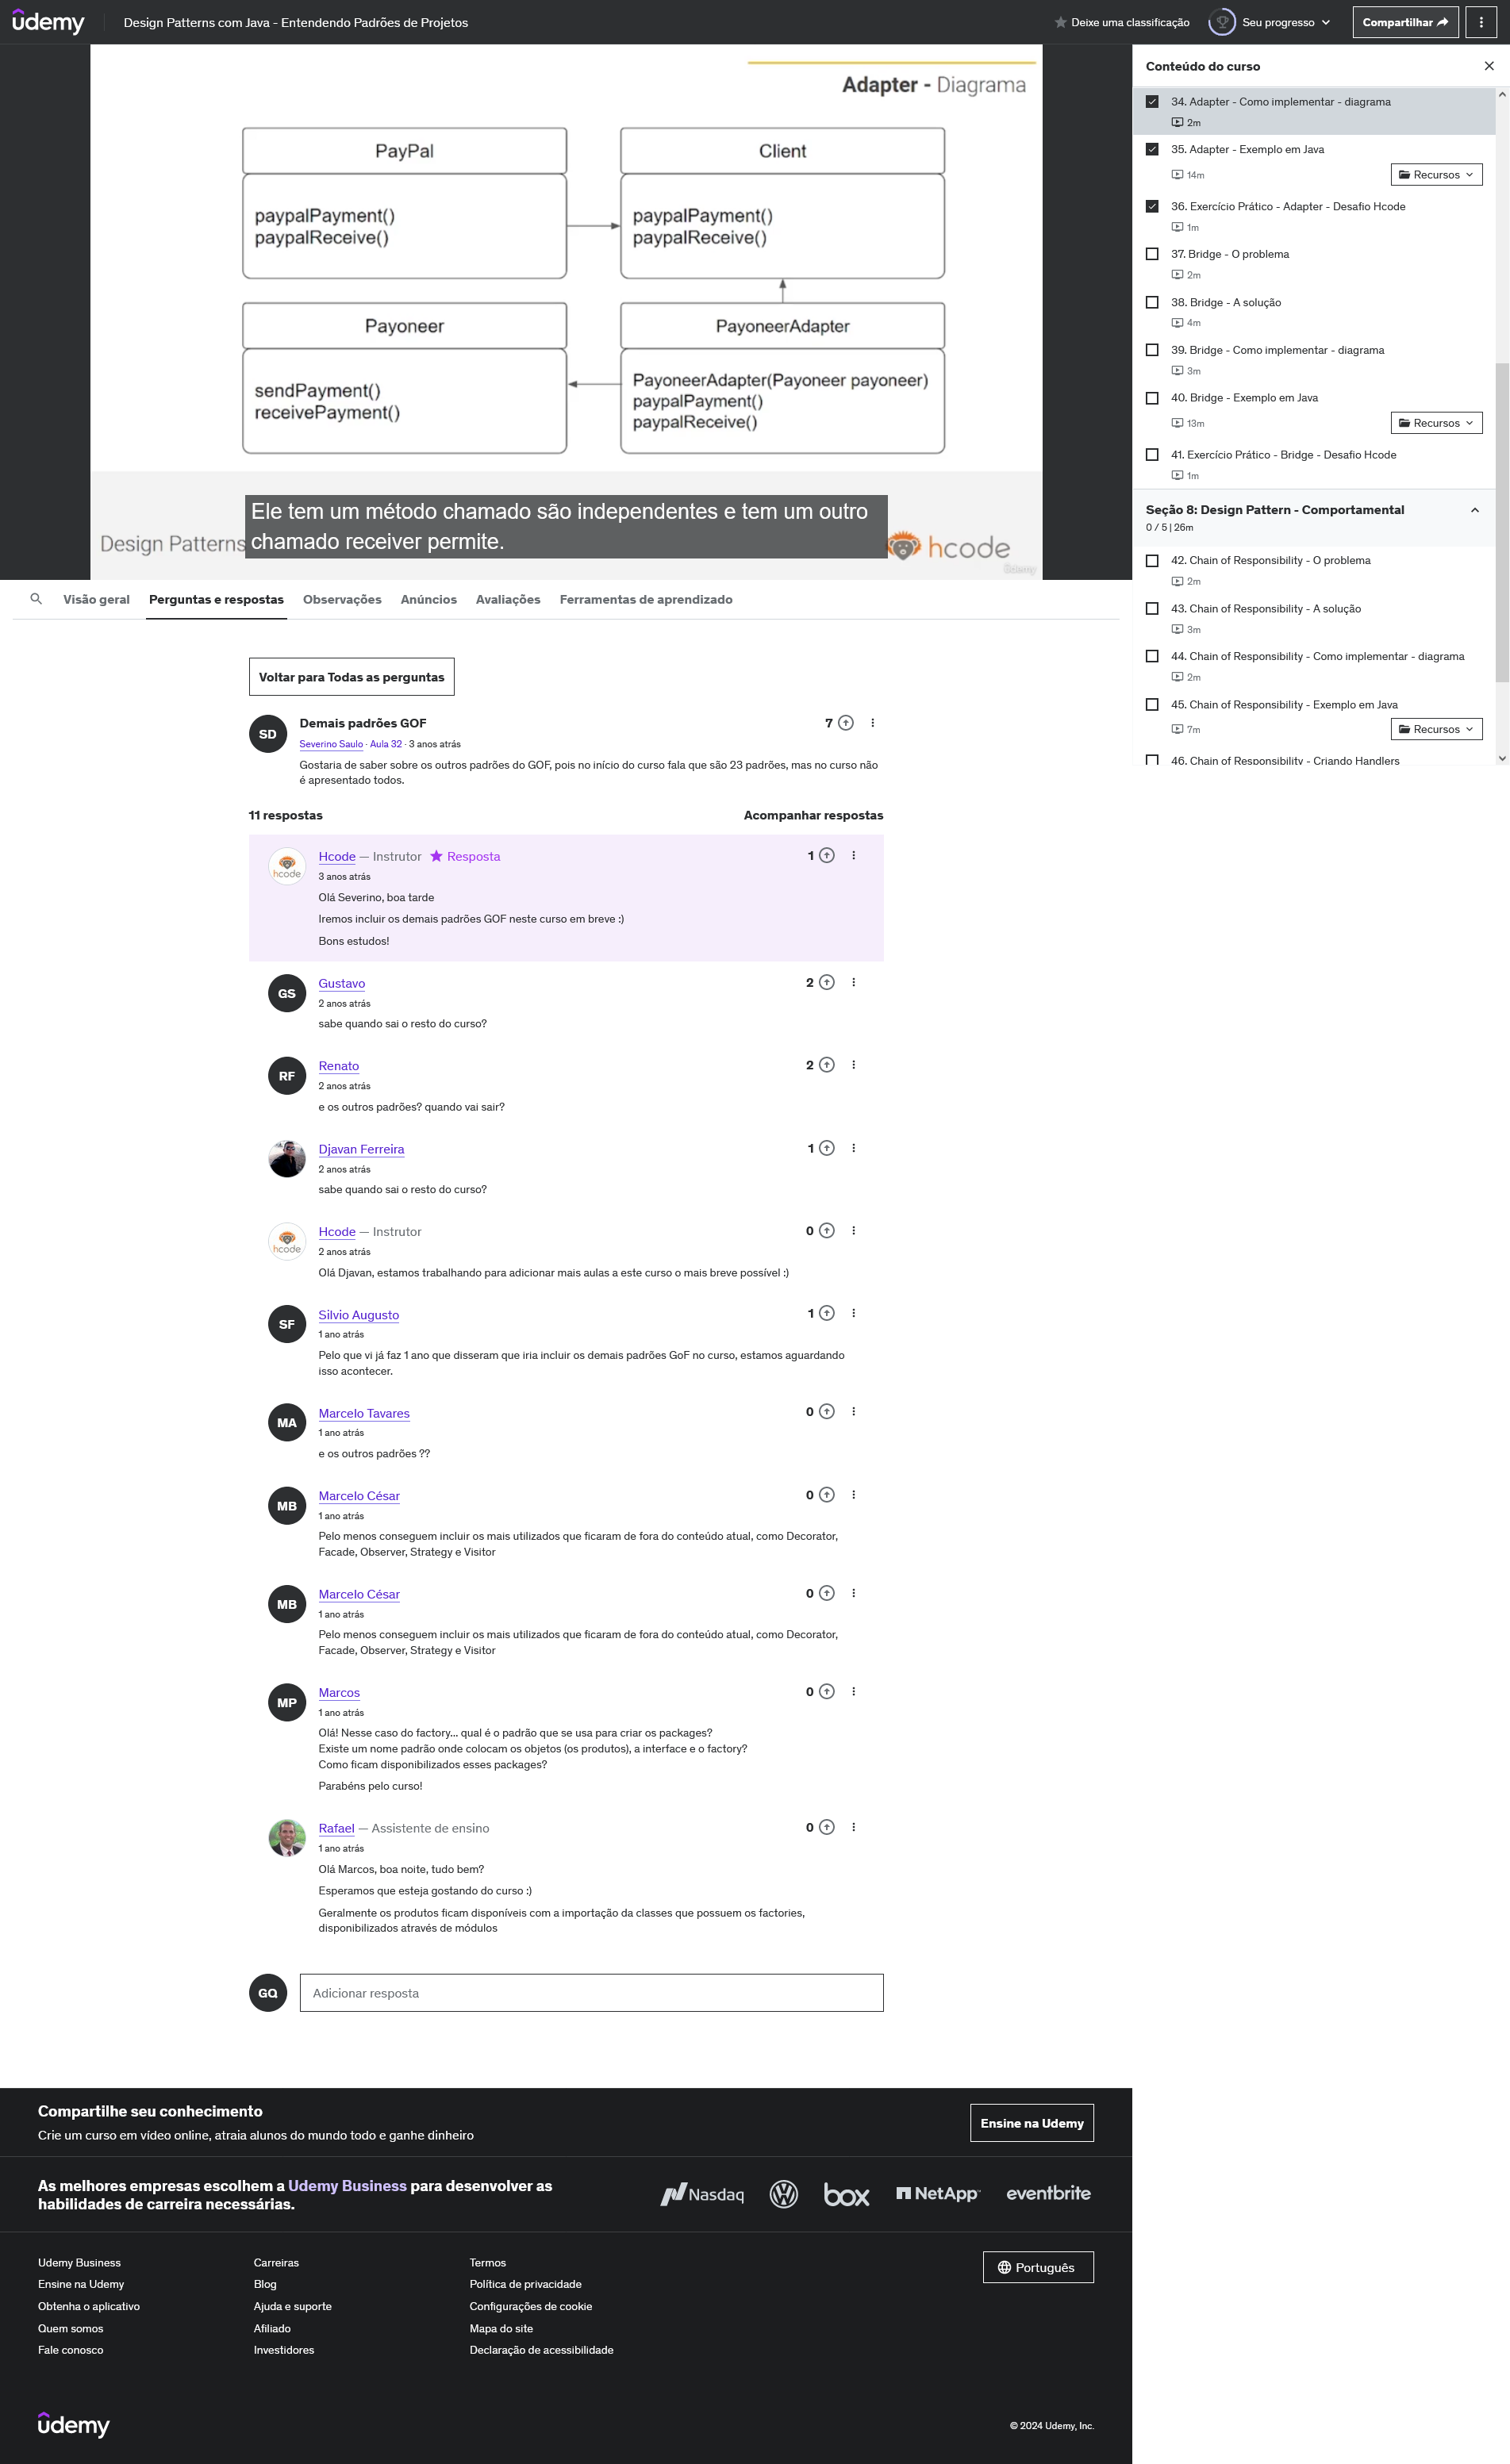 udemy
Design Patterns com Java - Entendendo Padrões de Projetos
Deixe uma classificação
Seu progresso
Compartilhar
Adapter - Diagrama
PayPal
paypalPayment()
paypalReceive()
Client
paypalPayment()
paypalReceive()
Payoneer
sendPayment()
receivePayment()
PayoneerAdapter
PayoneerAdapter(Payoneer payoneer)
paypalPayment()
paypalReceive()
Ele tem um método chamado são independentes e tem um outro
chamado receiver permite.
Design Patterns
hcode
Udemy
Conteúdo do curso
34. Adapter - Como implementar - diagrama
2m
35. Adapter - Exemplo em Java
14m
Recursos
36. Exercício Prático - Adapter - Desafio Hcode
1m
37. Bridge - O problema
2m
38. Bridge - A solução
4m
39. Bridge - Como implementar - diagrama
3m
40. Bridge - Exemplo em Java
13m
Recursos
41. Exercício Prático - Bridge - Desafio Hcode
1m
Seção 8: Design Pattern - Comportamental
0 / 5 | 26m
42. Chain of Responsibility - O problema
2m
43. Chain of Responsibility - A solução
3m
44. Chain of Responsibility - Como implementar - diagrama
2m
45. Chain of Responsibility - Exemplo em Java
7m
Recursos
46. Chain of Responsibility - Criando Handlers
Visão geral
Perguntas e respostas
Observações
Anúncios
Avaliações
Ferramentas de aprendizado
Voltar para Todas as perguntas
SD
Demais padrões GOF
7
Severino Saulo · Aula 32 · 3 anos atrás
Gostaria de saber sobre os outros padrões do GOF, pois no início do curso fala que são 23 padrões, mas no curso não
é apresentado todos.
11 respostas
Acompanhar respostas
hcode
Hcode — Instrutor Resposta
1
3 anos atrás
Olá Severino, boa tarde
Iremos incluir os demais padrões GOF neste curso em breve :)
Bons estudos!
GS
Gustavo
2
2 anos atrás
sabe quando sai o resto do curso?
RF
Renato
2
2 anos atrás
e os outros padrões? quando vai sair?
Djavan Ferreira
1
2 anos atrás
sabe quando sai o resto do curso?
hcode
Hcode — Instrutor
0
2 anos atrás
Olá Djavan, estamos trabalhando para adicionar mais aulas a este curso o mais breve possível :)
SF
Silvio Augusto
1
1 ano atrás
Pelo que vi já faz 1 ano que disseram que iria incluir os demais padrões GoF no curso, estamos aguardando
isso acontecer.
MA
Marcelo Tavares
0
1 ano atrás
e os outros padrões ??
MB
Marcelo César
0
1 ano atrás
Pelo menos conseguem incluir os mais utilizados que ficaram de fora do conteúdo atual, como Decorator,
Facade, Observer, Strategy e Visitor
MB
Marcelo César
0
1 ano atrás
Pelo menos conseguem incluir os mais utilizados que ficaram de fora do conteúdo atual, como Decorator,
Facade, Observer, Strategy e Visitor
MP
Marcos
0
1 ano atrás
Olá! Nesse caso do factory... qual é o padrão que se usa para criar os packages?
Existe um nome padrão onde colocam os objetos (os produtos), a interface e o factory?
Como ficam disponibilizados esses packages?
Parabéns pelo curso!
Rafael — Assistente de ensino
0
1 ano atrás
Olá Marcos, boa noite, tudo bem?
Esperamos que esteja gostando do curso :)
Geralmente os produtos ficam disponíveis com a importação da classes que possuem os factories,
disponibilizados através de módulos
GQ
Adicionar resposta
Compartilhe seu conhecimento
Crie um curso em vídeo online, atraia alunos do mundo todo e ganhe dinheiro
Ensine na Udemy
As melhores empresas escolhem a Udemy Business para desenvolver as
habilidades de carreira necessárias.
Nasdaq
box
NetApp
eventbrite
Udemy Business
Ensine na Udemy
Obtenha o aplicativo
Quem somos
Fale conosco
Carreiras
Blog
Ajuda e suporte
Afiliado
Investidores
Termos
Política de privacidade
Configurações de cookie
Mapa do site
Declaração de acessibilidade
Português
udemy
© 2024 Udemy, Inc.